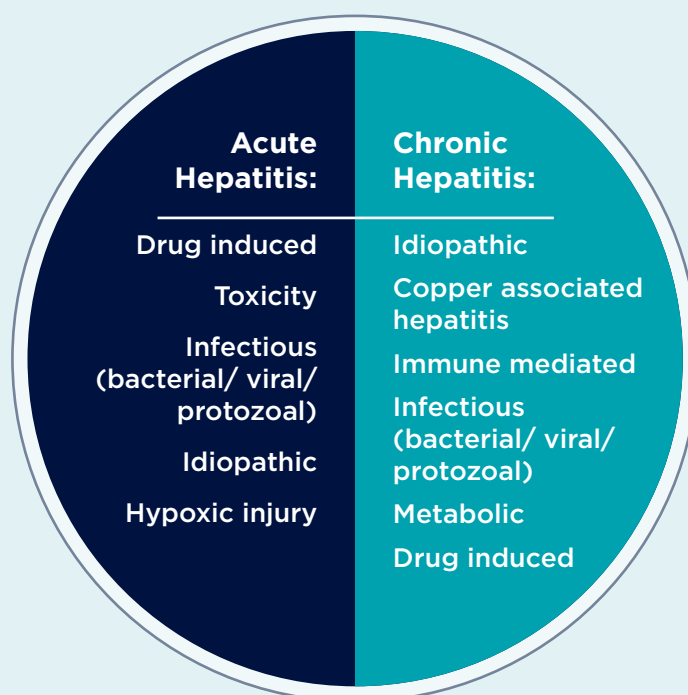 Acute
Hepatitis:
Drug induced
Toxicity
Infectious
(bacterial/ viral/
protozoal)
Idiopathic
Hypoxic injury
Chronic
Hepatitis:
Idiopathic
Copper associated
hepatitis
Immune mediated
Infectious
(bacterial/ viral/
protozoal)
Metabolic
Drug induced